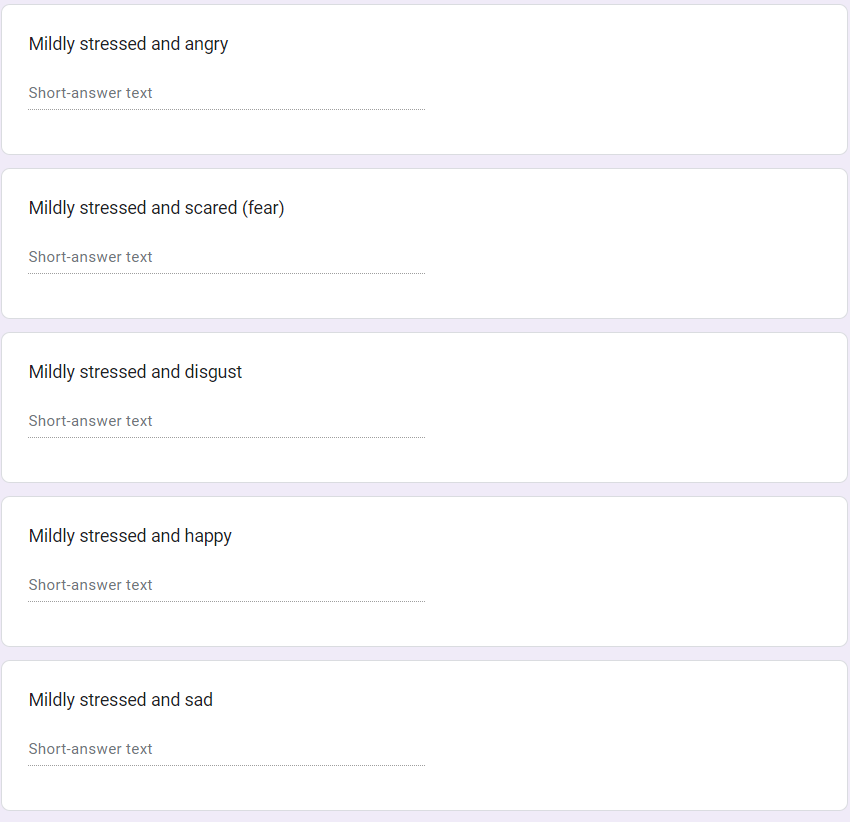 Mildly stressed and angry
Short-answer text
Mildly stressed and scared (fear)
Short-answer text
Mildly stressed and disgust
Short-answer text
Mildly stressed and happy
Short-answer text
Mildly stressed and sad
Short-answer text